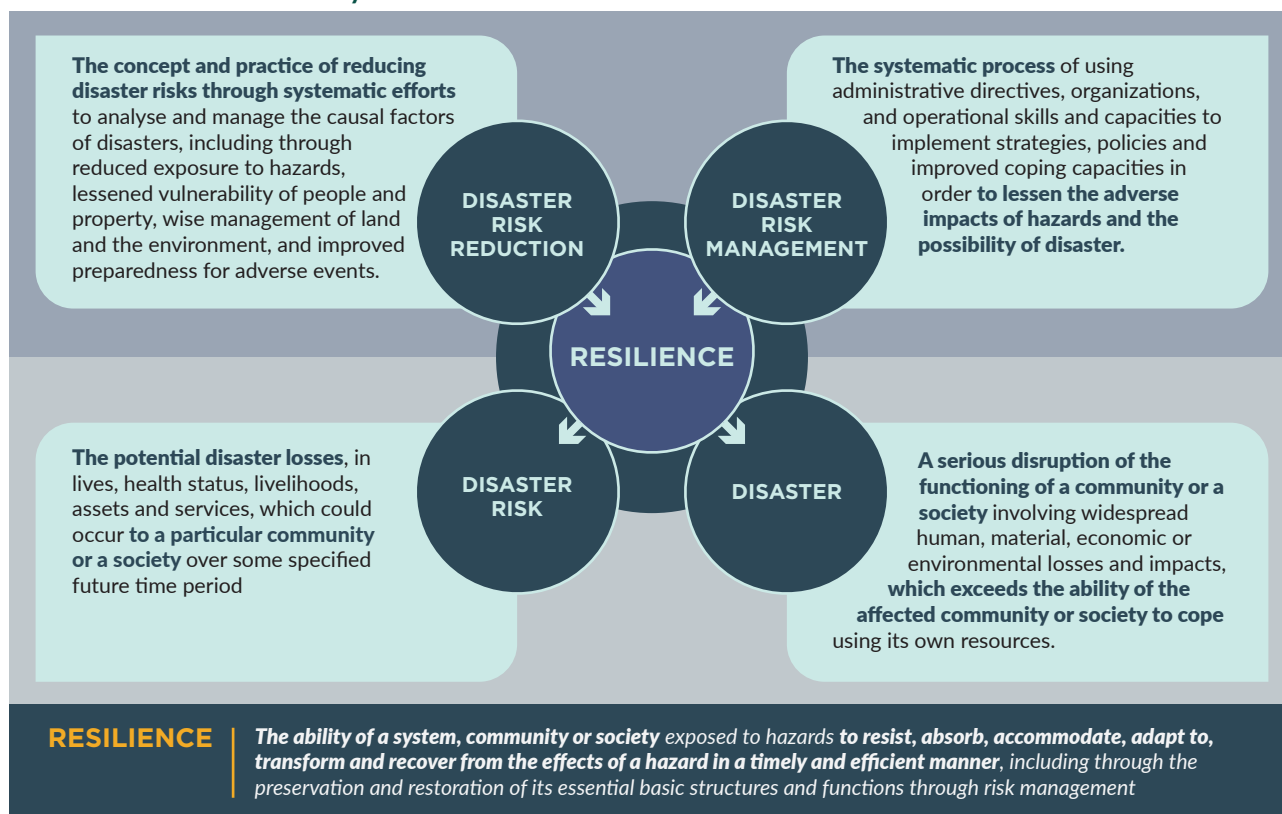 The concept and practice of reducing
disaster risks through systematic efforts
to analyse and manage the causal factors
of disasters, including through
reduced exposure to hazards,
lessened vulnerability of people and
property, wise management of land
and the environment, and improved
preparedness for adverse events.
DISASTER
RISK
REDUCTION
The systematic process of using
administrative directives, organizations,
and operational skills and capacities to
implement strategies, policies and
improved coping capacities in
order to lessen the adverse
impacts of hazards and the
possibility of disaster.
DISASTER
RISK
MANAGEMENT
RESILIENCE
The potential disaster losses, in
lives, health status, livelihoods,
assets and services, which could
occur to a particular community
or a society over some specified
future time period
DISASTER
RISK
DISASTER
A serious disruption of the
functioning of a community or a
society involving widespread
human, material, economic or
environmental losses and impacts,
which exceeds the ability of the
affected community or society to cope
using its own resources.
RESILIENCE
The ability of a system, community or society exposed to hazards to resist, absorb, accommodate, adapt to,
transform and recover from the effects of a hazard in a timely and efficient manner, including through the
preservation and restoration of its essential basic structures and functions through risk management